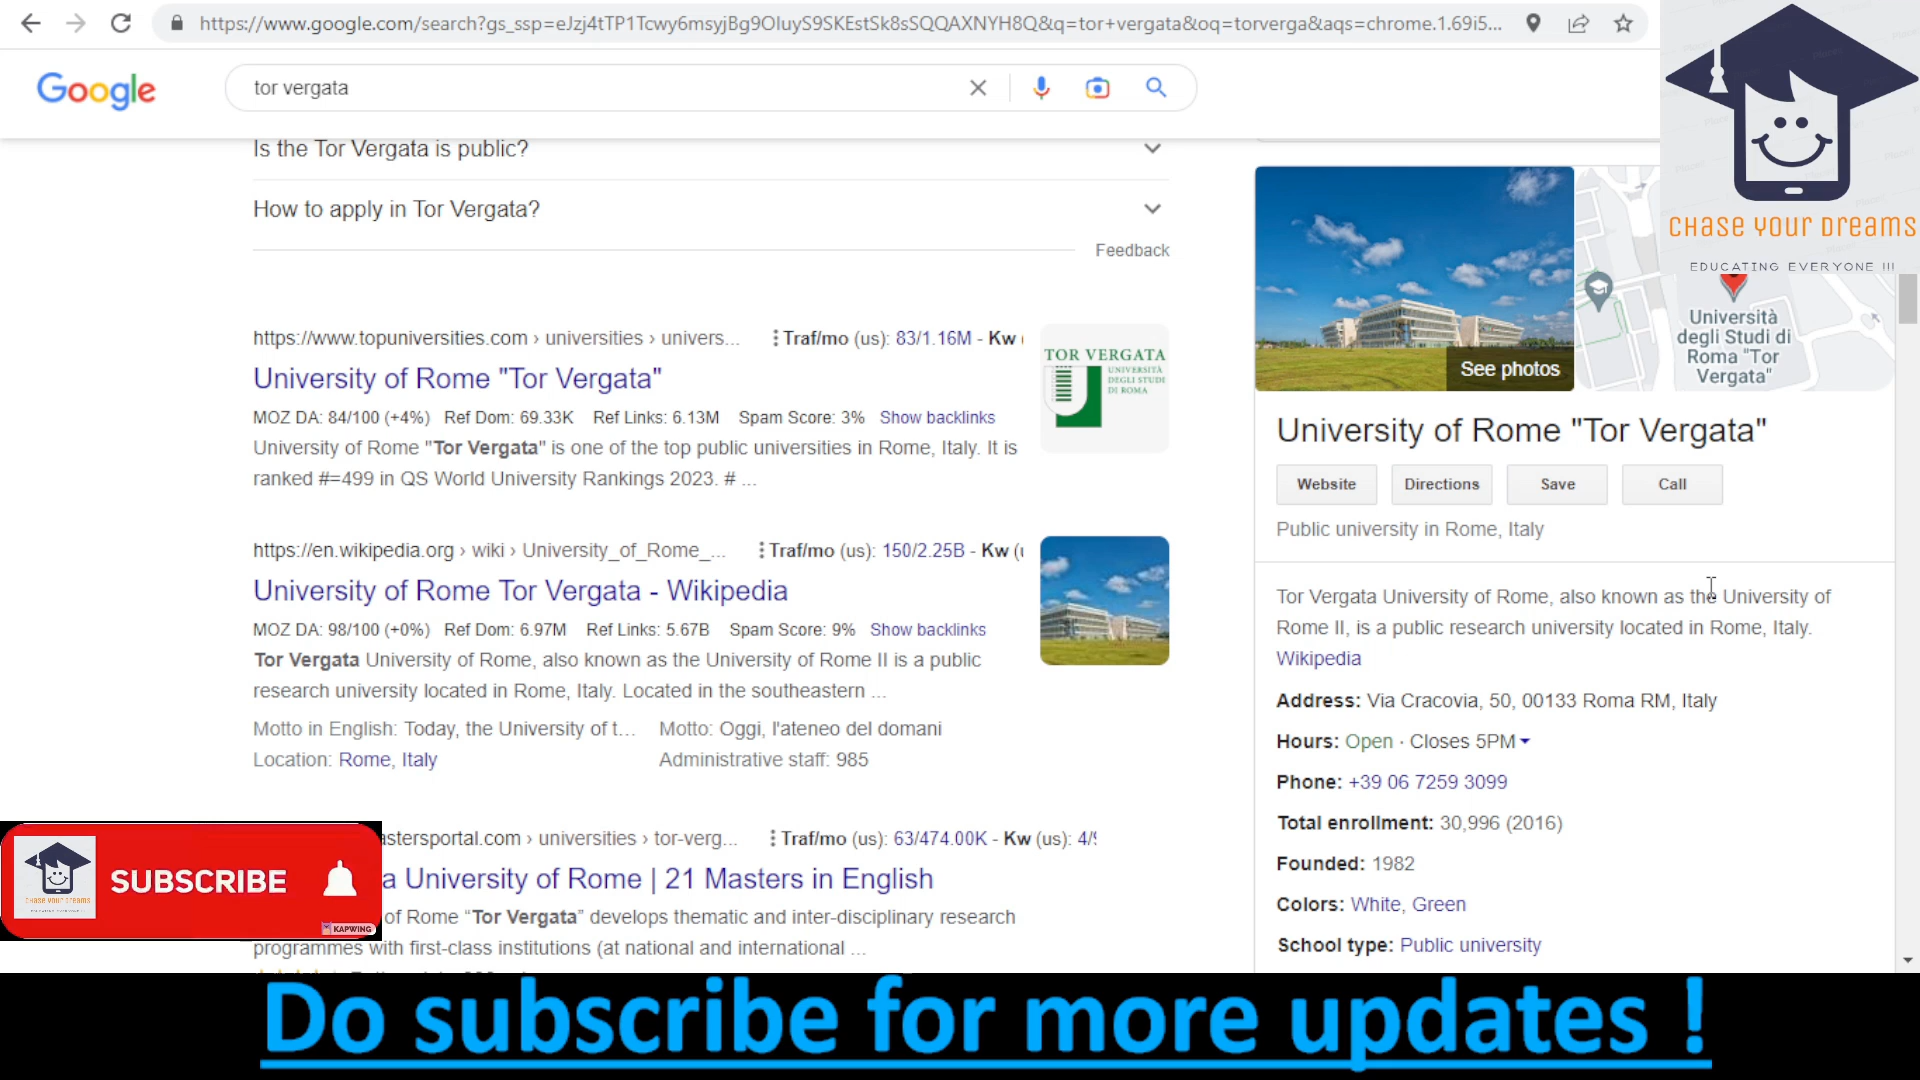 https://www.google.com/search?gs_ssp=eJzj4tTP1Tcwy6msyjBg9OIuyS9SKEstSk8sSQQAXNYH8Q&q=tor+vergata&oq=torverga&aqs=chrome.1.69i5...
Google
tor vergata
Is the Tor Vergata is public?
How to apply in Tor Vergata?
Feedback
https://www.topuniversities.com › universities › univers...
Traf/mo (us): 83/1.16M - Kw (
University of Rome "Tor Vergata"
MOZ DA: 84/100 (+4%) Ref Dom: 69.33K Ref Links: 6.13M Spam Score: 3% Show backlinks
University of Rome "Tor Vergata" is one of the top public universities in Rome, Italy. It is
ranked #=499 in QS World University Rankings 2023. # ...
TOR VERGATA
UNIVERSITÀ
DEGLI STUDI
DI ROMA
https://en.wikipedia.org › wiki › University_of_Rome_...
Traf/mo (us): 150/2.25B - Kw (u
University of Rome Tor Vergata - Wikipedia
MOZ DA: 98/100 (+0%) Ref Dom: 6.97M Ref Links: 5.67B Spam Score: 9% Show backlinks
Tor Vergata University of Rome, also known as the University of Rome II is a public
research university located in Rome, Italy. Located in the southeastern ...
Motto in English: Today, the University of t... Motto: Oggi, l'ateneo del domani
Location: Rome, Italy Administrative staff: 985
astersportal.com › universities › tor-verg...
Traf/mo (us): 63/474.00K - Kw (us): 4/
a University of Rome | 21 Masters in English
of Rome “Tor Vergata” develops thematic and inter-disciplinary research
programmes with first-class institutions (at national and international ...
See photos
Università
degli Studi di
Roma "Tor
Vergata"
University of Rome "Tor Vergata"
Website Directions Save Call
Public university in Rome, Italy
Tor Vergata University of Rome, also known as the University of
Rome II, is a public research university located in Rome, Italy.
Wikipedia
Address: Via Cracovia, 50, 00133 Roma RM, Italy
Hours: Open · Closes 5PM
Phone: +39 06 7259 3099
Total enrollment: 30,996 (2016)
Founded: 1982
Colors: White, Green
School type: Public university
CHASE YOUR DREAMS
EDUCATING EVERYONE !!!
CHASE YOUR DREAMS
SUBSCRIBE
KAPWING
Do subscribe for more updates !